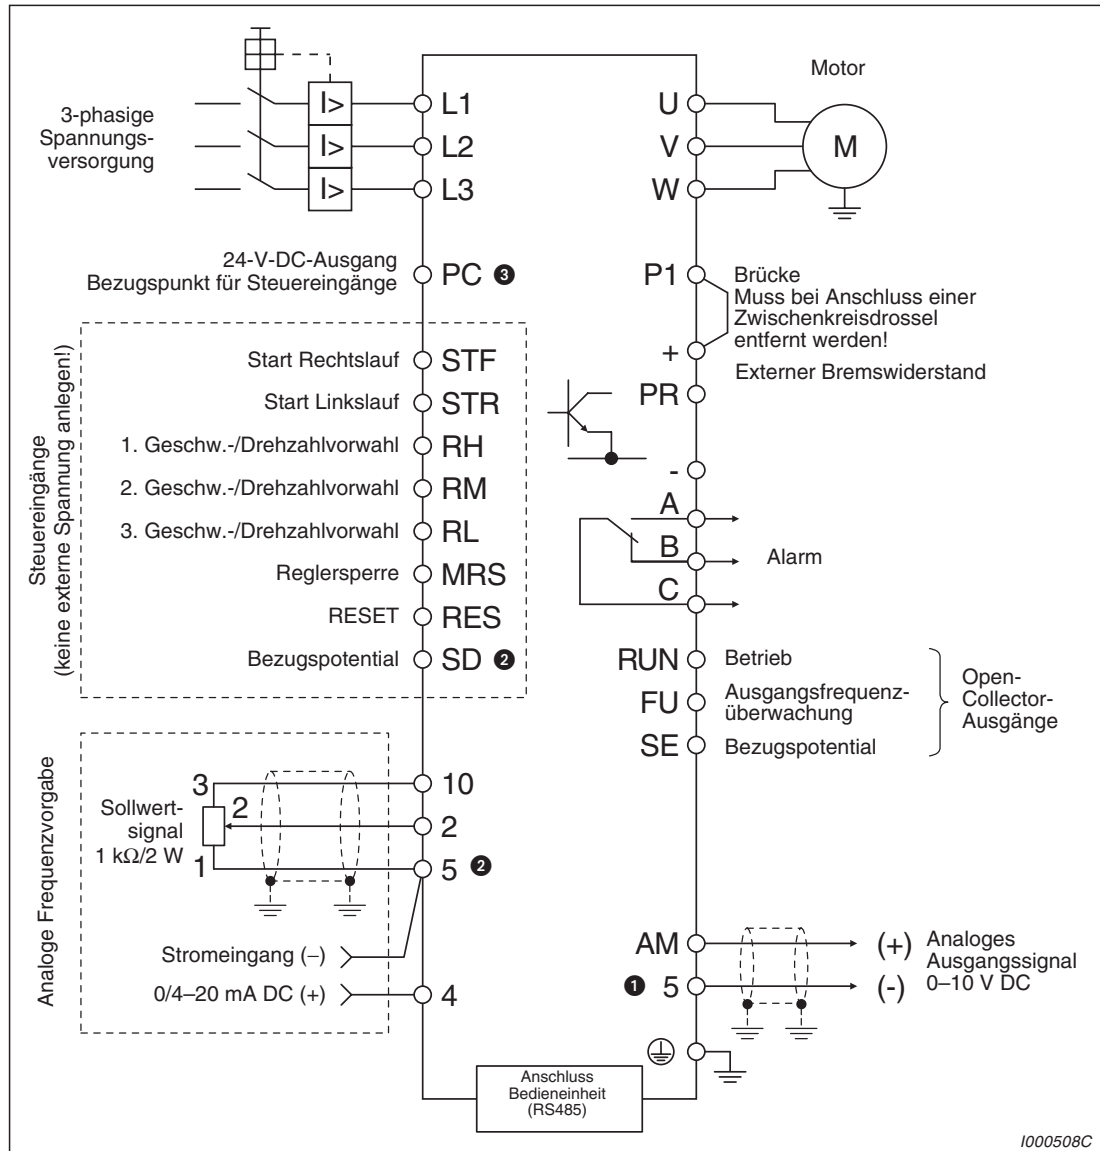 3-phasige
Spannungs-
versorgung
I>
I>
I>
L1
L2
L3
U
V
W
Motor
M
24-V-DC-Ausgang
Bezugspunkt für Steuereingänge
PC ❸
P1
Brücke
Muss bei Anschluss einer
Zwischenkreisdrossel
entfernt werden!
+
Externer Bremswiderstand
PR
-
Steuereingänge
(keine externe Spannung anlegen!)
Start Rechtslauf STF
Start Linkslauf STR
1. Geschw.-/Drehzahlvorwahl RH
2. Geschw.-/Drehzahlvorwahl RM
3. Geschw.-/Drehzahlvorwahl RL
Reglersperre MRS
RESET RES
Bezugspotential SD ❷
A
B
C
Alarm
RUN Betrieb
FU Ausgangsfrequenz-
überwachung
SE Bezugspotential
Open-
Collector-
Ausgänge
Analoge Frequenzvorgabe
Sollwert-
signal
1 kΩ/2 W
3
2
1
10
2
5 ❷
Stromeingang (–)
0/4–20 mA DC (+)
4
AM
❶ 5
(+)
(-)
Analoges
Ausgangssignal
0–10 V DC
Anschluss
Bedieneinheit
(RS485)
I000508C